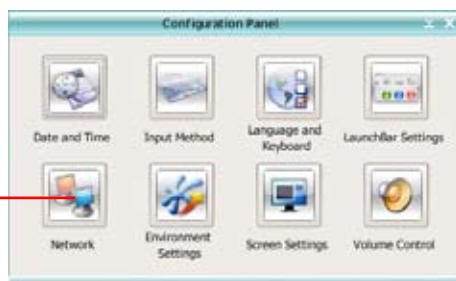 Configuration Panel
Date and Time
Input Method
Language and
Keyboard
LaunchBar Settings
Network
Environment
Settings
Screen Settings
Volume Control